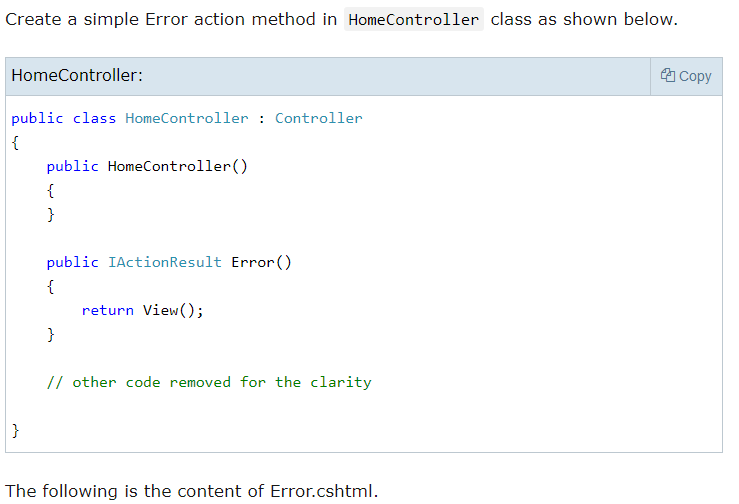 Create a simple Error action method in HomeController class as shown below.
HomeController:
Copy
public class HomeController : Controller
{
    public HomeController()
    {
    }
    public IActionResult Error()
    {
        return View();
    }
    // other code removed for the clarity
}
The following is the content of Error.cshtml.